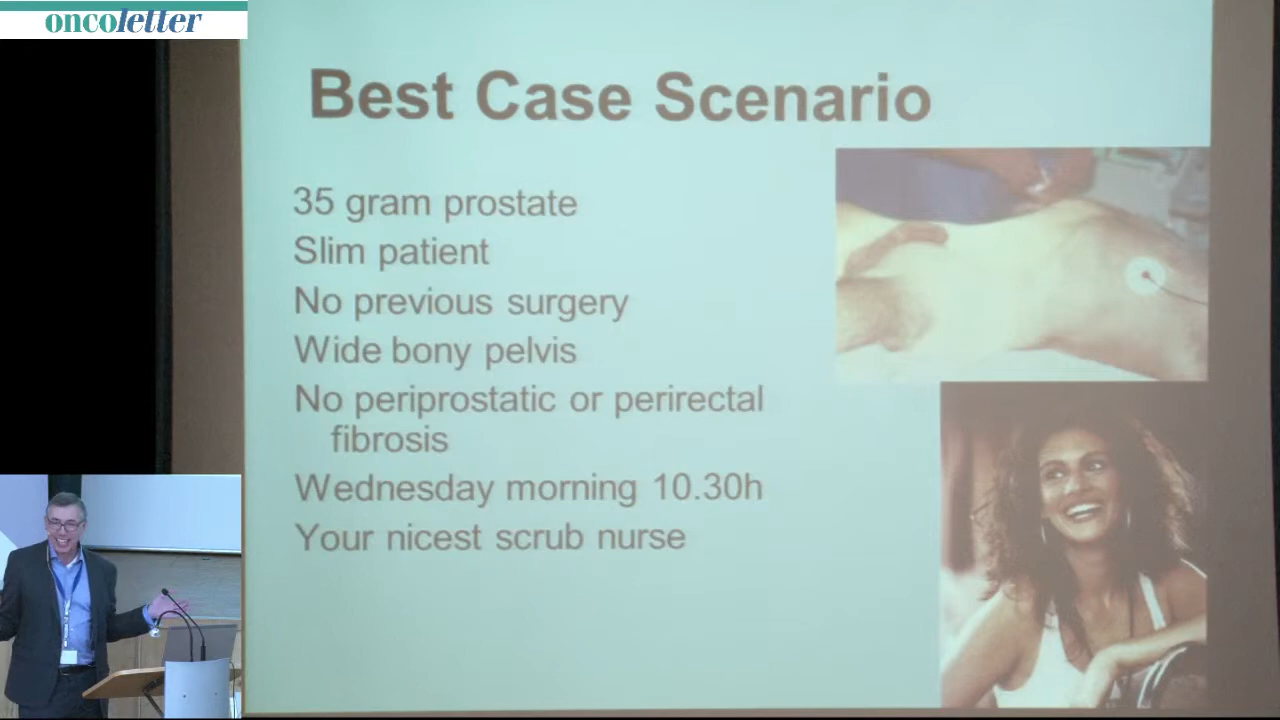 oncoletter
Best Case Scenario
35 gram prostate
Slim patient
No previous surgery
Wide bony pelvis
No periprostatic or perirectal
fibrosis
Wednesday morning 10.30h
Your nicest scrub nurse